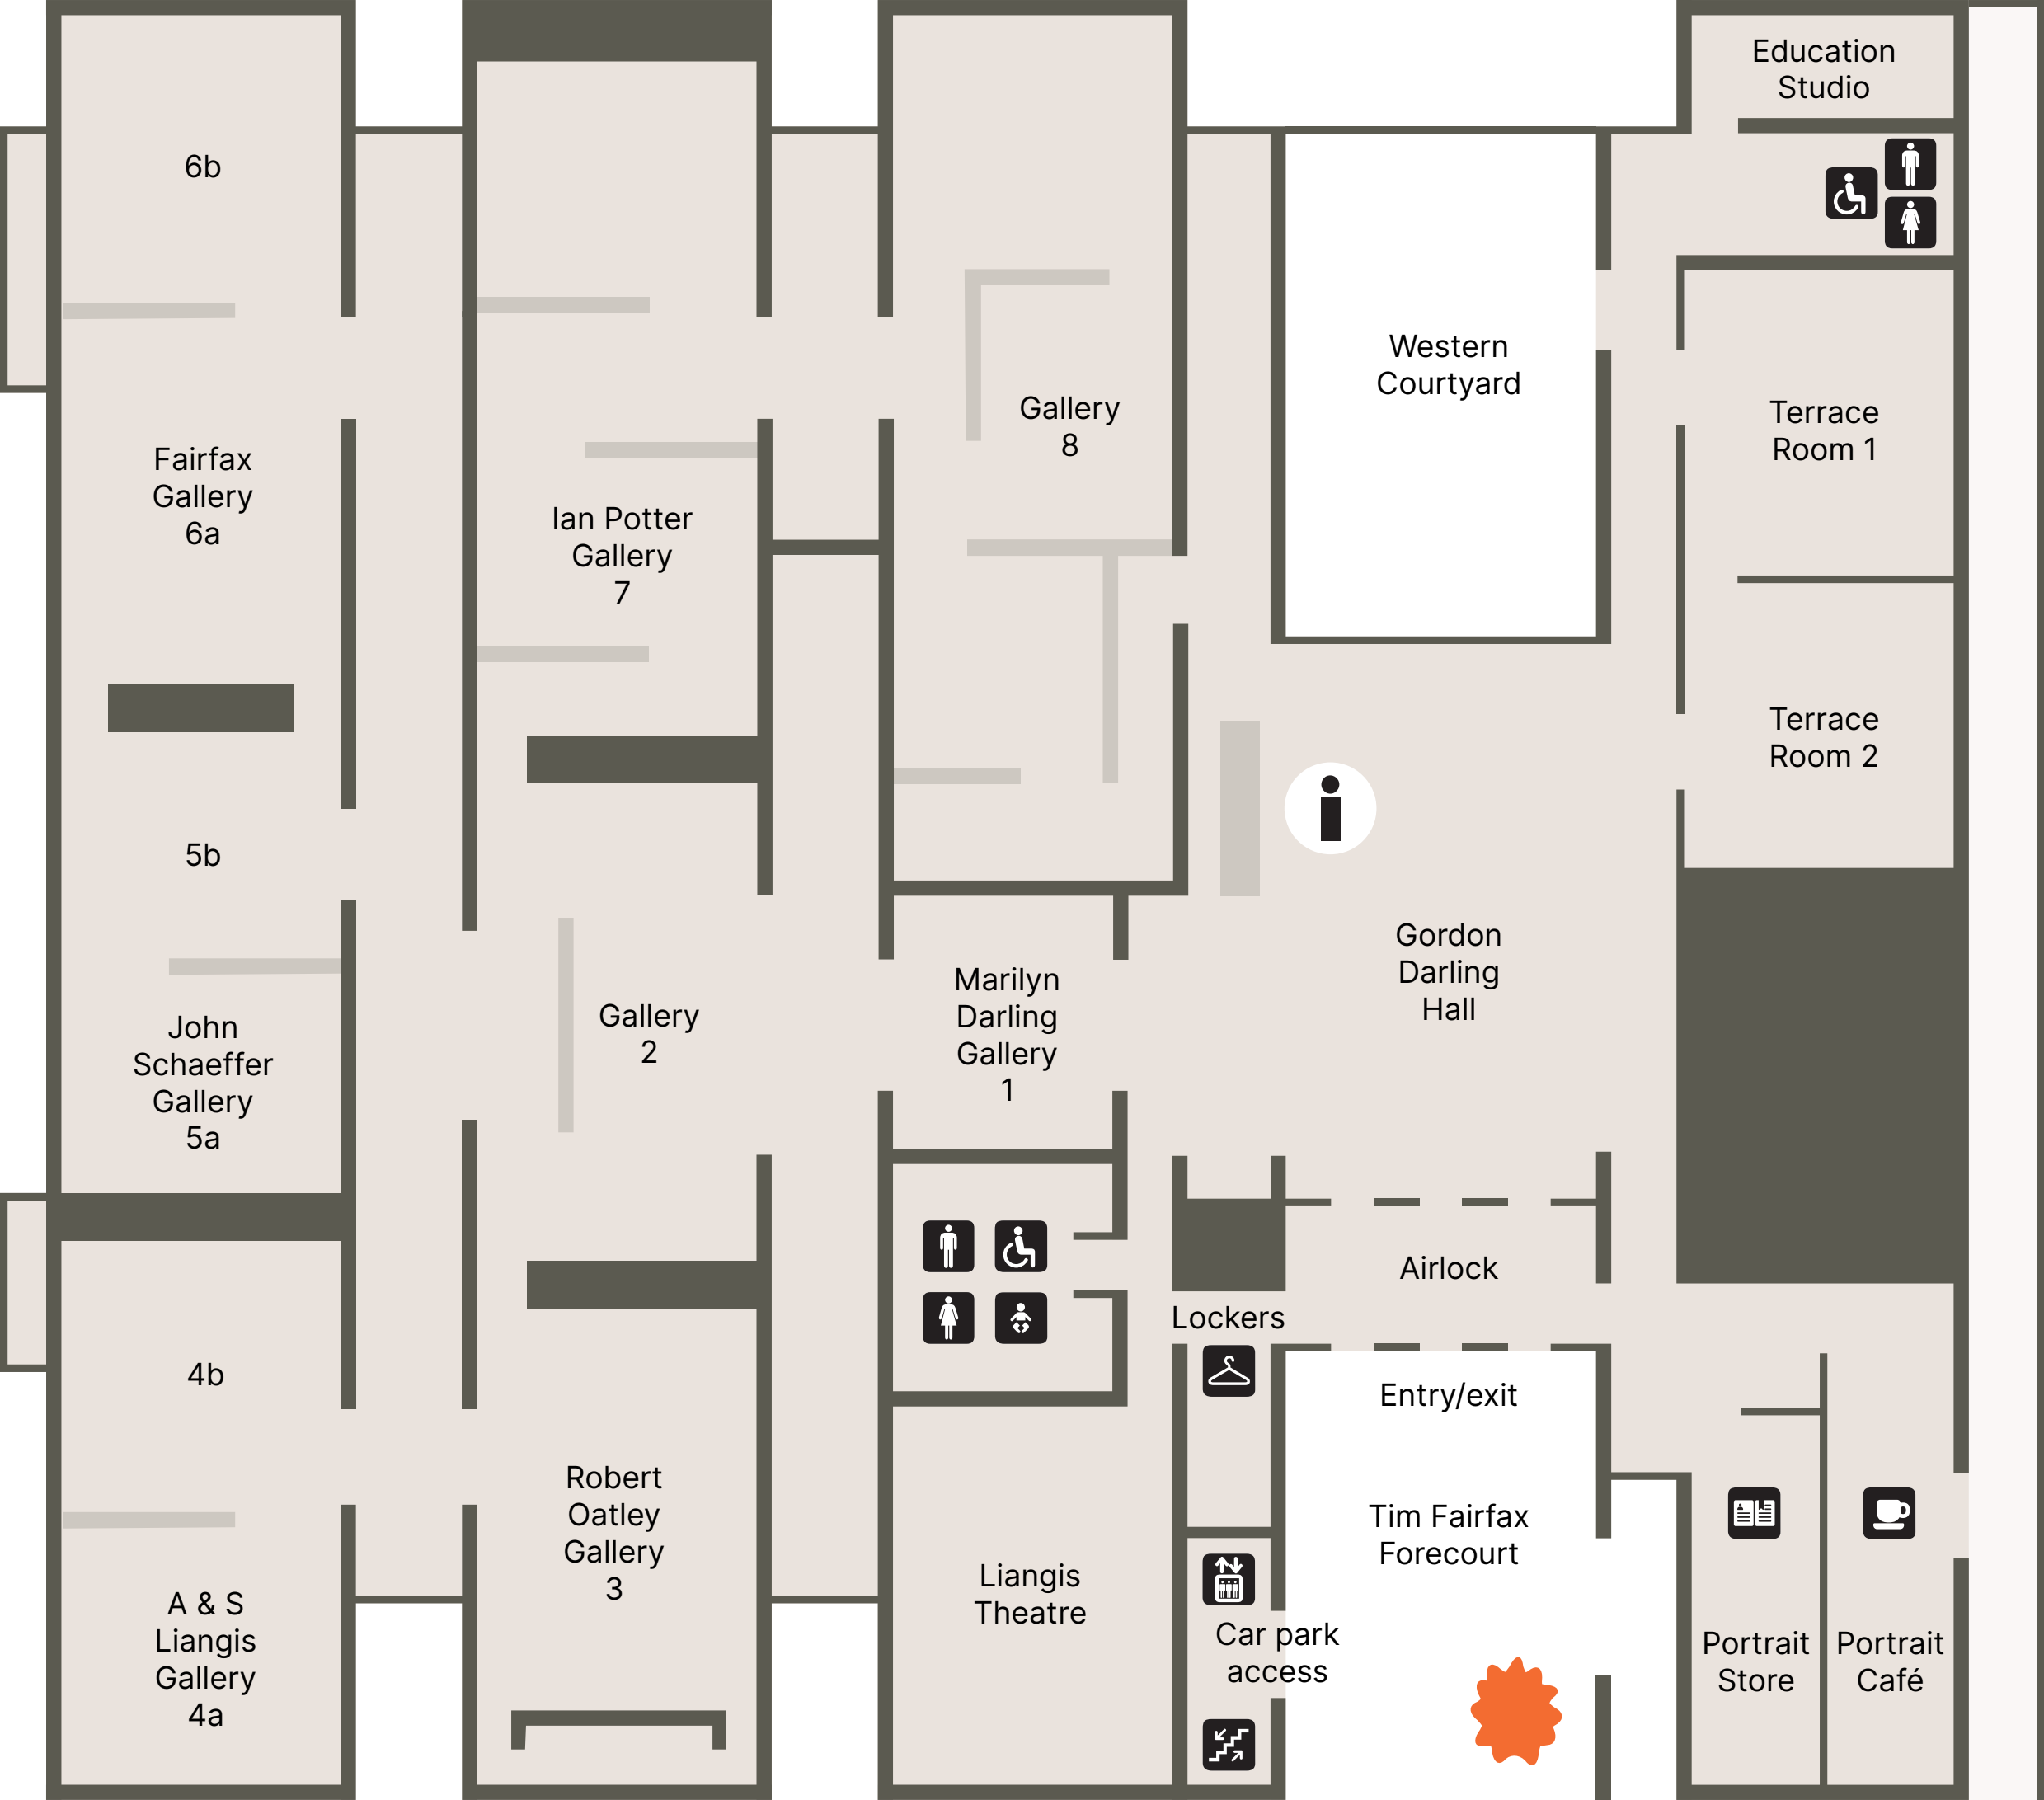 Education
Studio
6b
Western
Courtyard
Gallery
8
Terrace
Room 1
Fairfax
Gallery
6a
Ian Potter
Gallery
7
Terrace
Room 2
5b
Gordon
Darling
Hall
Marilyn
Darling
Gallery
1
Gallery
2
John
Schaeffer
Gallery
5a
Airlock
Lockers
4b
Entry/exit
Robert
Oatley
Gallery
3
Tim Fairfax
Forecourt
Liangis
Theatre
A & S
Liangis
Gallery
4a
Car park
access
Portrait
Store
Portrait
Café